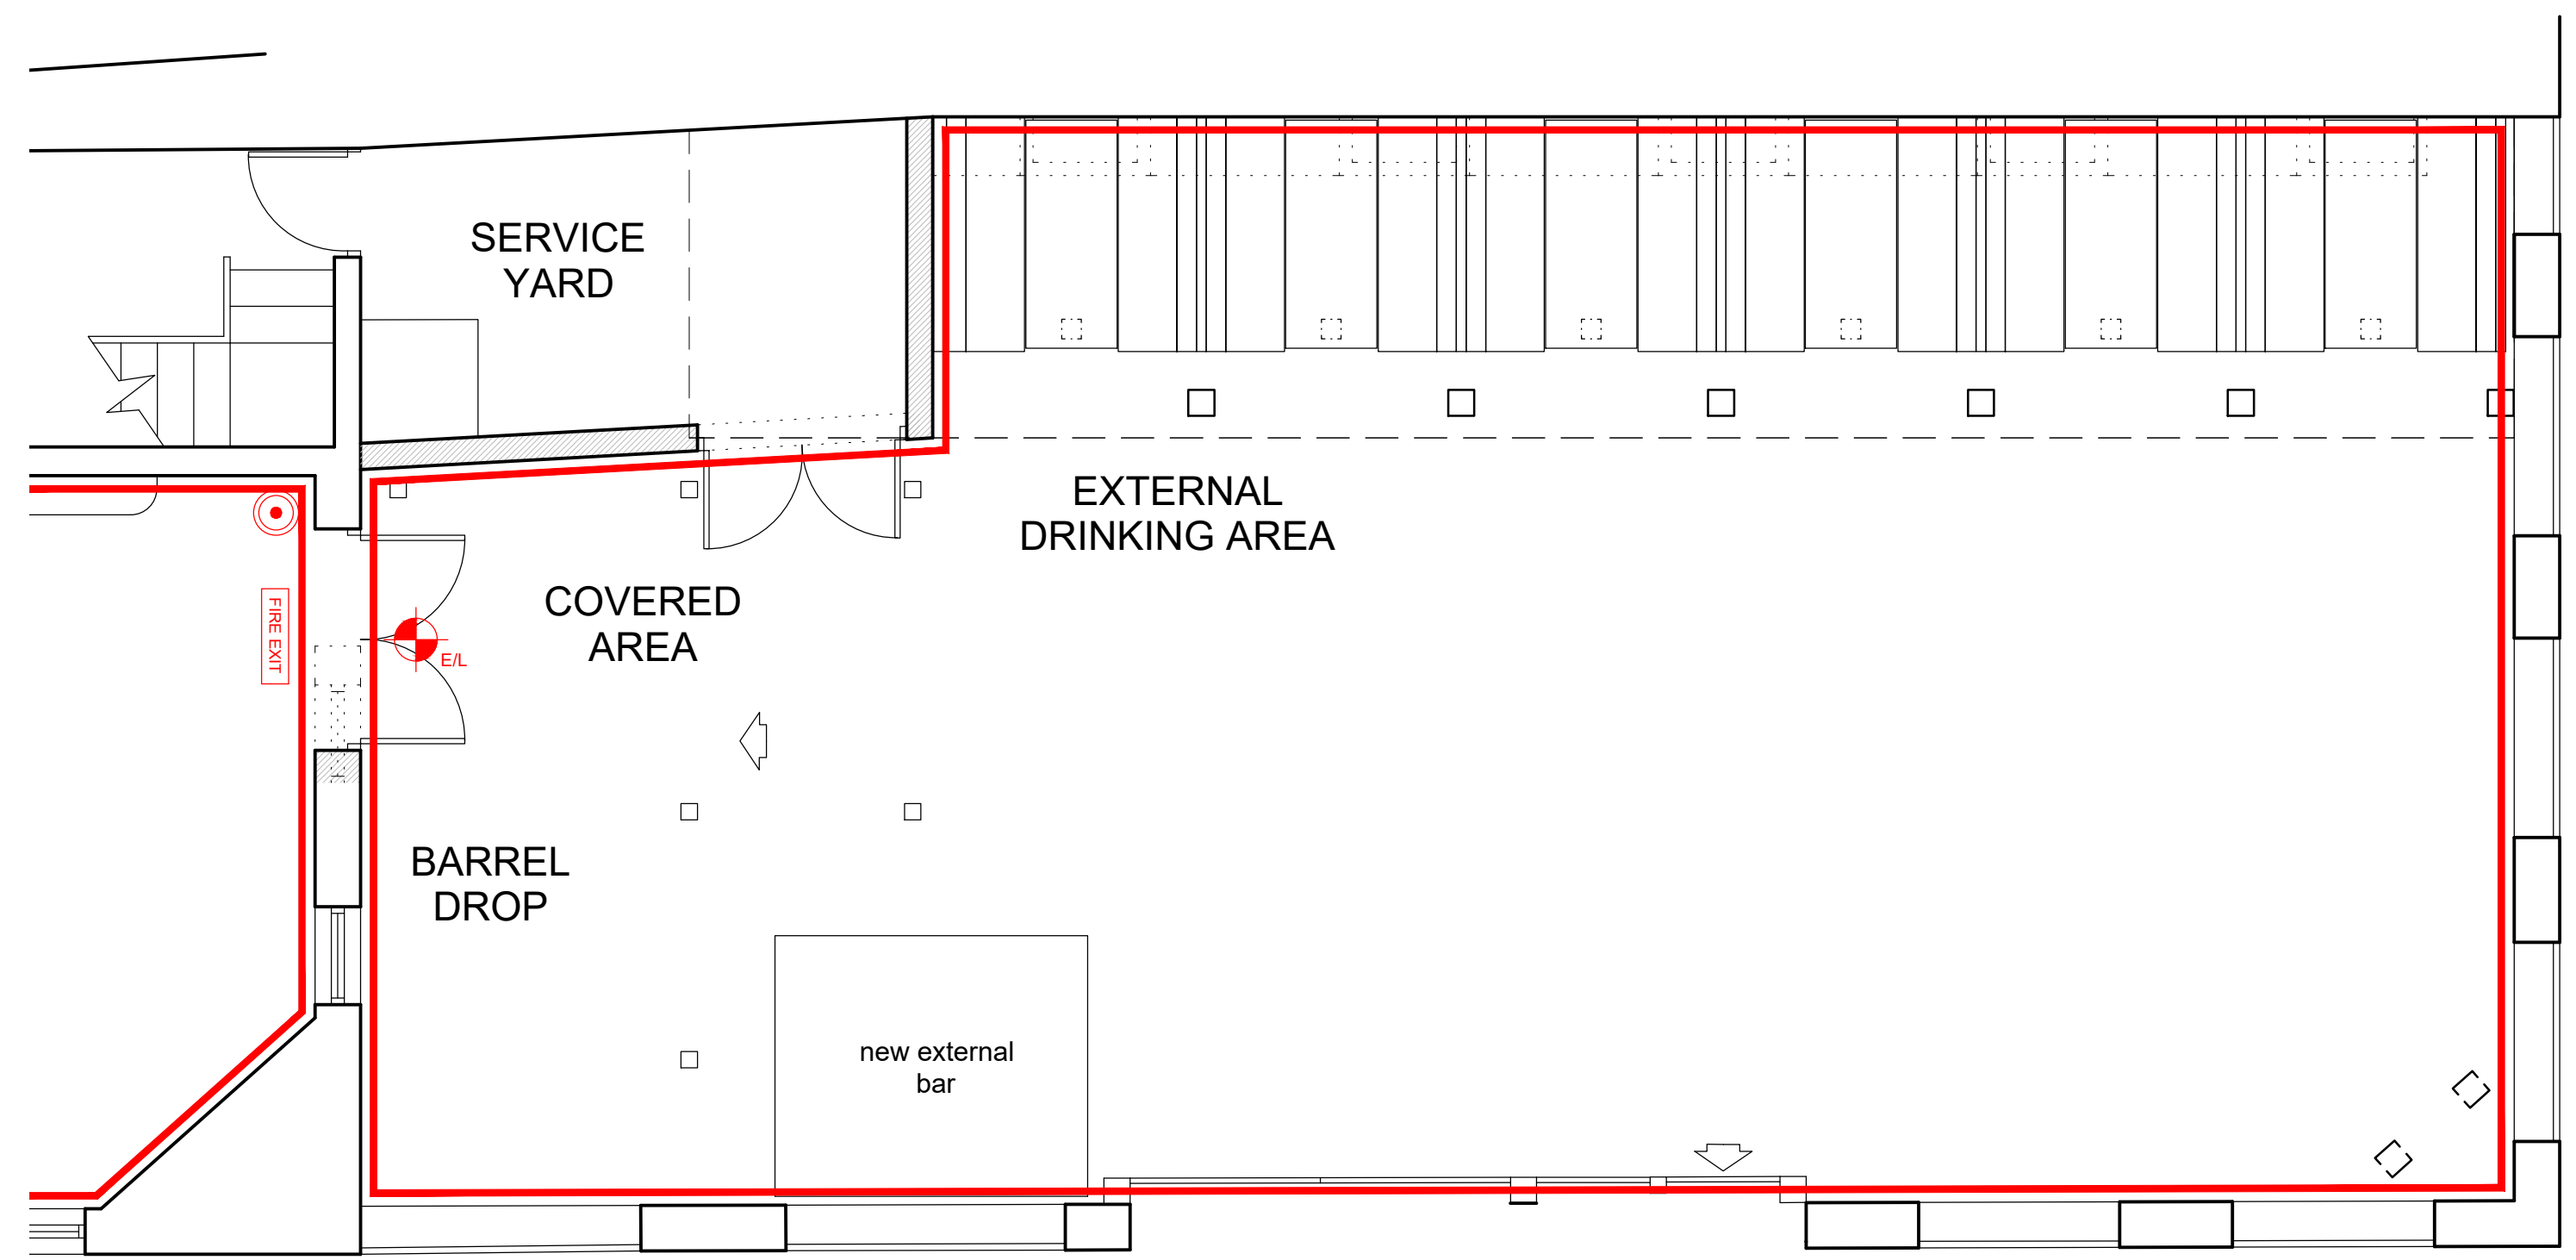 SERVICE
YARD
EXTERNAL
DRINKING AREA
COVERED
AREA
FIRE EXIT
E/L
BARREL
DROP
new external
bar